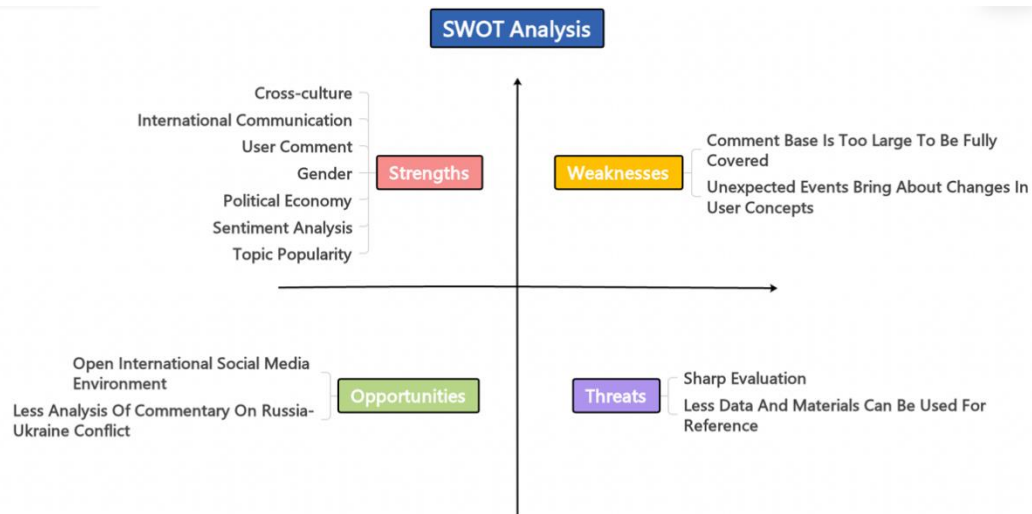 SWOT Analysis
Cross-culture
International Communication
User Comment
Gender
Political Economy
Sentiment Analysis
Topic Popularity
Strengths
Weaknesses
Comment Base Is Too Large To Be Fully
Covered
Unexpected Events Bring About Changes In
User Concepts
Open International Social Media
Environment
Less Analysis Of Commentary On Russia-
Ukraine Conflict
Opportunities
Threats
Sharp Evaluation
Less Data And Materials Can Be Used For
Reference